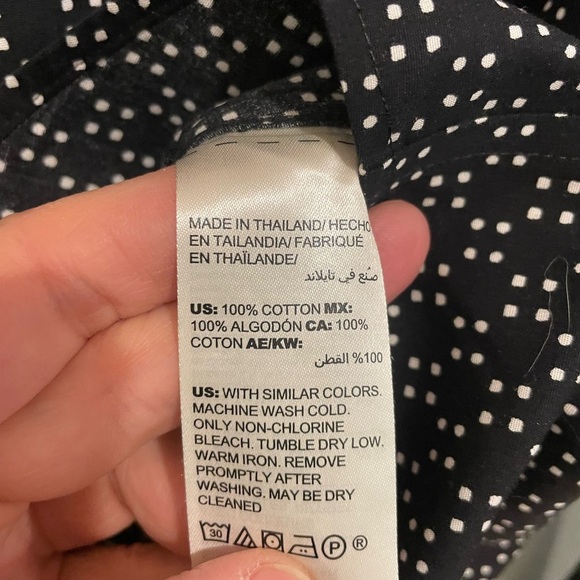 MADE IN THAILAND/ HECHO
EN TAILANDIA/ FABRIQUÉ
EN THAÏLANDE/
صُنع في تايلاند
US: 100% COTTON MX:
100% ALGODÓN CA: 100%
COTON AE/KW:
100% القطن
US: WITH SIMILAR COLORS.
MACHINE WASH COLD.
ONLY NON-CHLORINE
BLEACH. TUMBLE DRY LOW.
WARM IRON. REMOVE
PROMPTLY AFTER
WASHING. MAY BE DRY
CLEANED
30 P ®